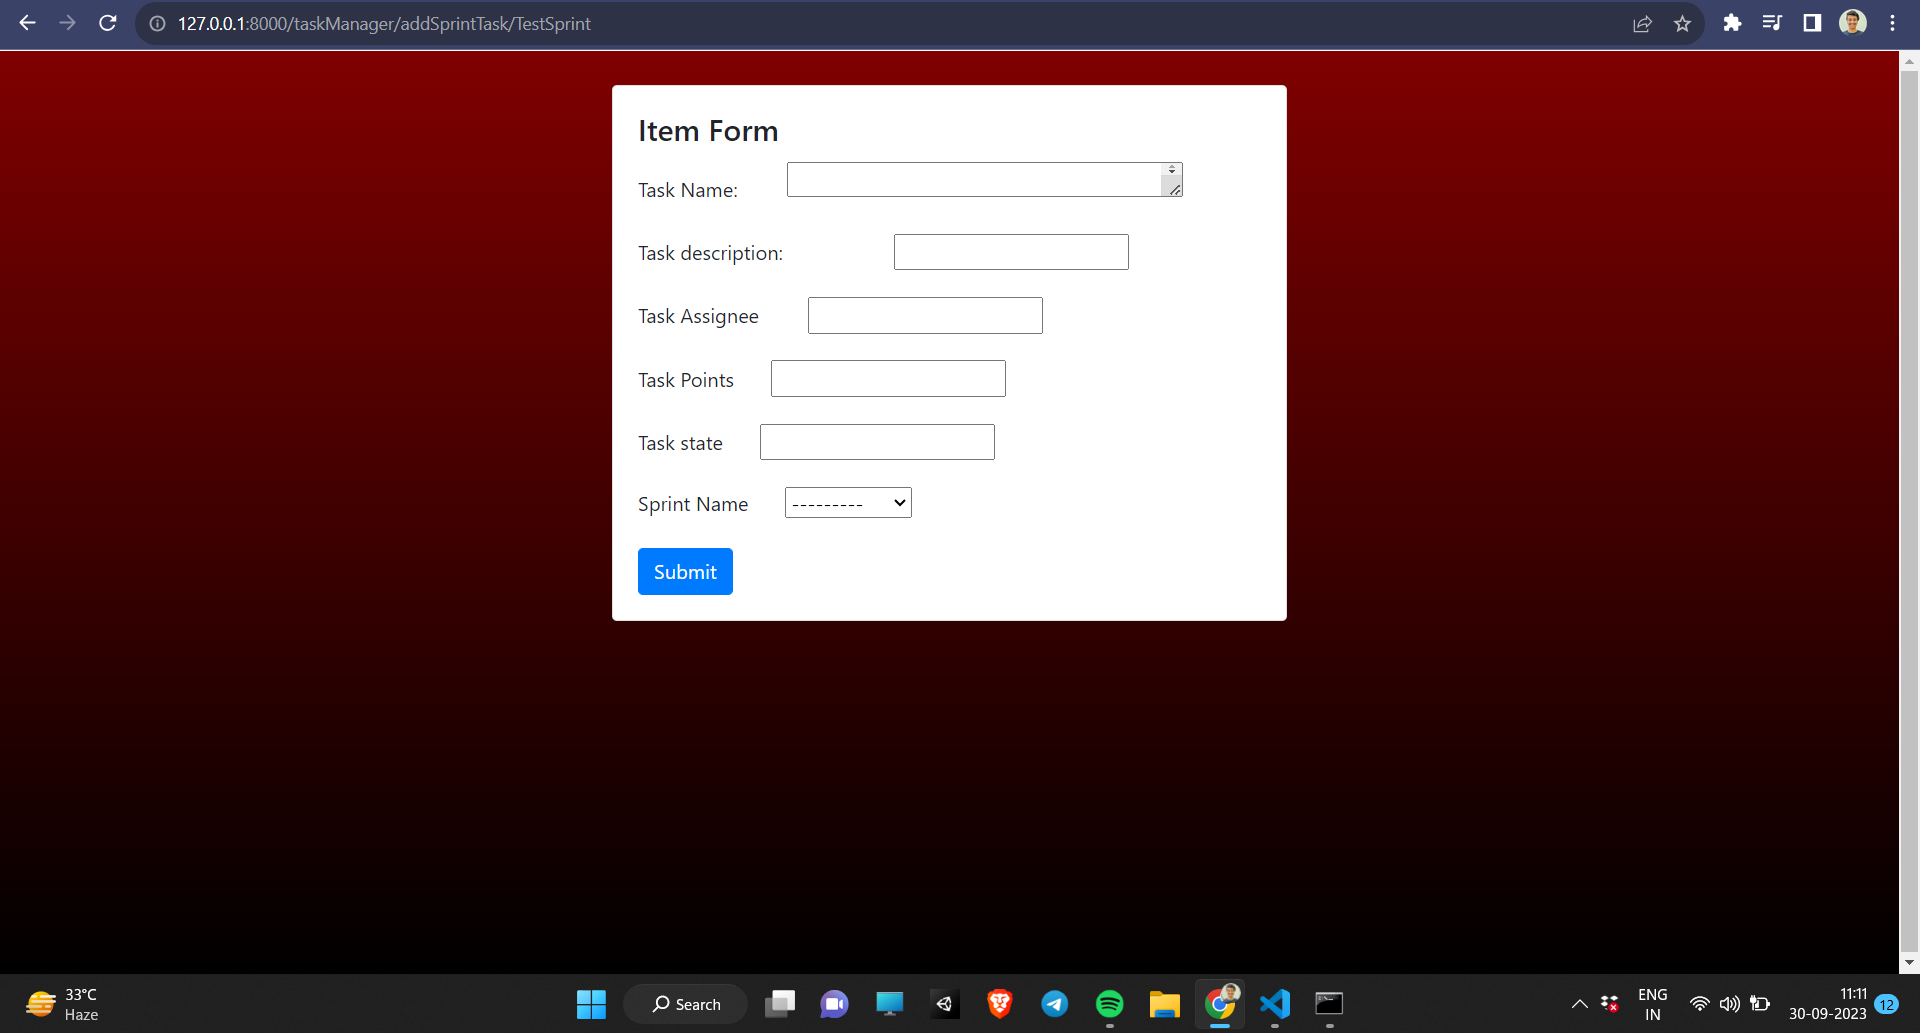 127.0.0.1:8000/taskManager/addSprintTask/TestSprint
Item Form
Task Name:
Task description:
Task Assignee
Task Points
Task state
Sprint Name
---------
Submit
33°C
Haze
Search
ENG
IN
11:11
30-09-2023
12